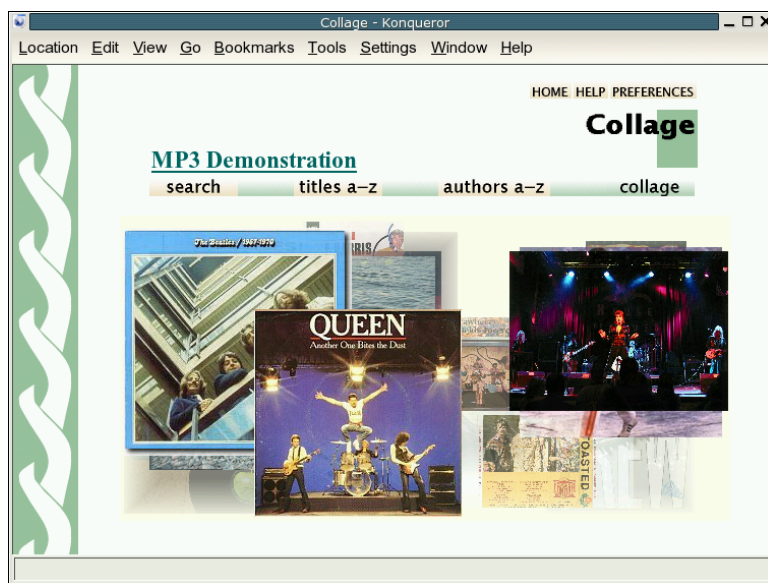 Collage - Konqueror
Location Edit View Go Bookmarks Tools Settings Window Help
HOME HELP PREFERENCES
Collage
MP3 Demonstration
search titles a–z authors a–z collage
The Beatles / 1967-1970
QUEEN
Another One Bites the Dust
OASTED